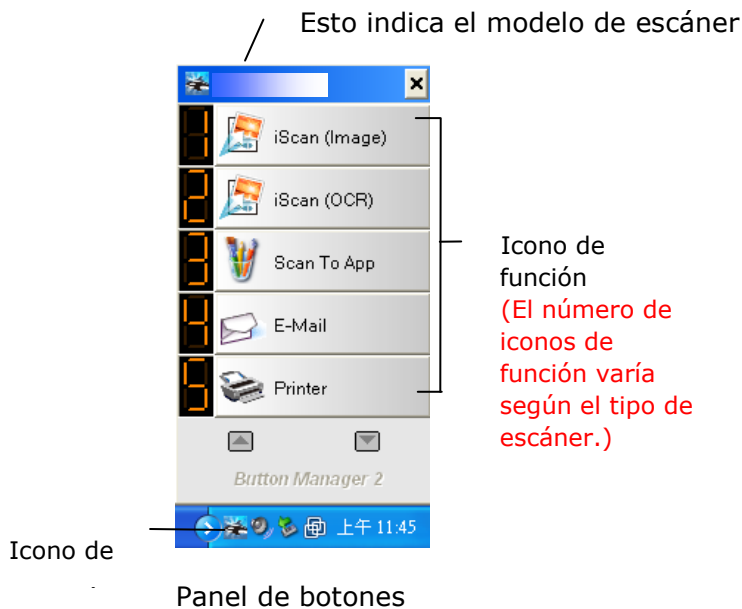 Esto indica el modelo de escáner
1 iScan (Image)
2 iScan (OCR)
3 Scan To App
4 E-Mail
5 Printer
Icono de
función
(El número de
iconos de
función varía
según el tipo de
escáner.)
Button Manager 2
上午 11:45
Icono de
Panel de botones